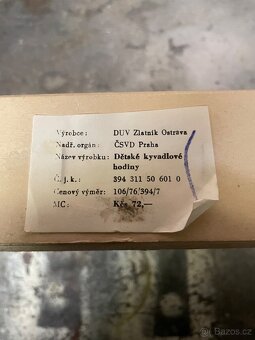 Výrobce: DUV Zlatník Ostrava
Nadř. orgán: ČSVD Praha
Název výrobku: Dětské kyvadlové
hodiny
Č. j. k.: 394 311 50 601 0
Cenový výměr: 106/76/394/7
MC: Kčs 72,—
Bazos.cz